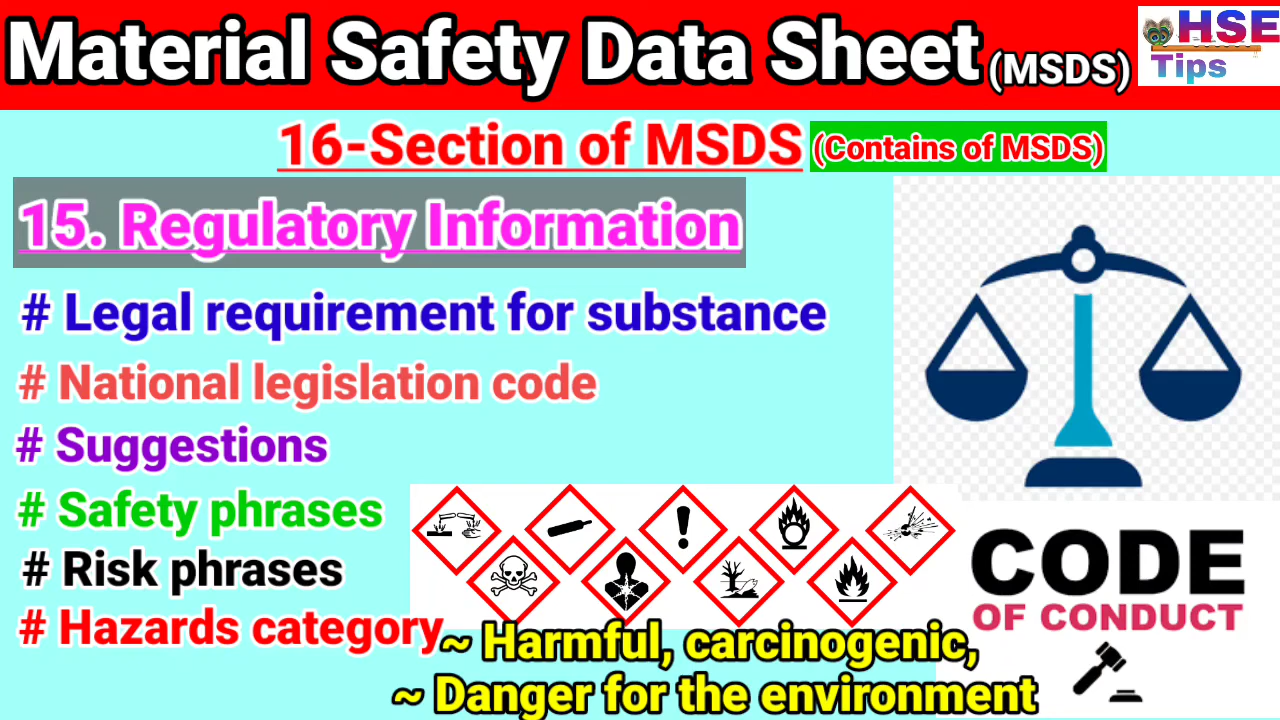 Material Safety Data Sheet (MSDS)
HSE
Tips
16-Section of MSDS (Contains of MSDS)
15. Regulatory Information
# Legal requirement for substance
# National legislation code
# Suggestions
# Safety phrases
# Risk phrases
# Hazards category
~ Harmful, carcinogenic,
~ Danger for the environment
CODE
OF CONDUCT